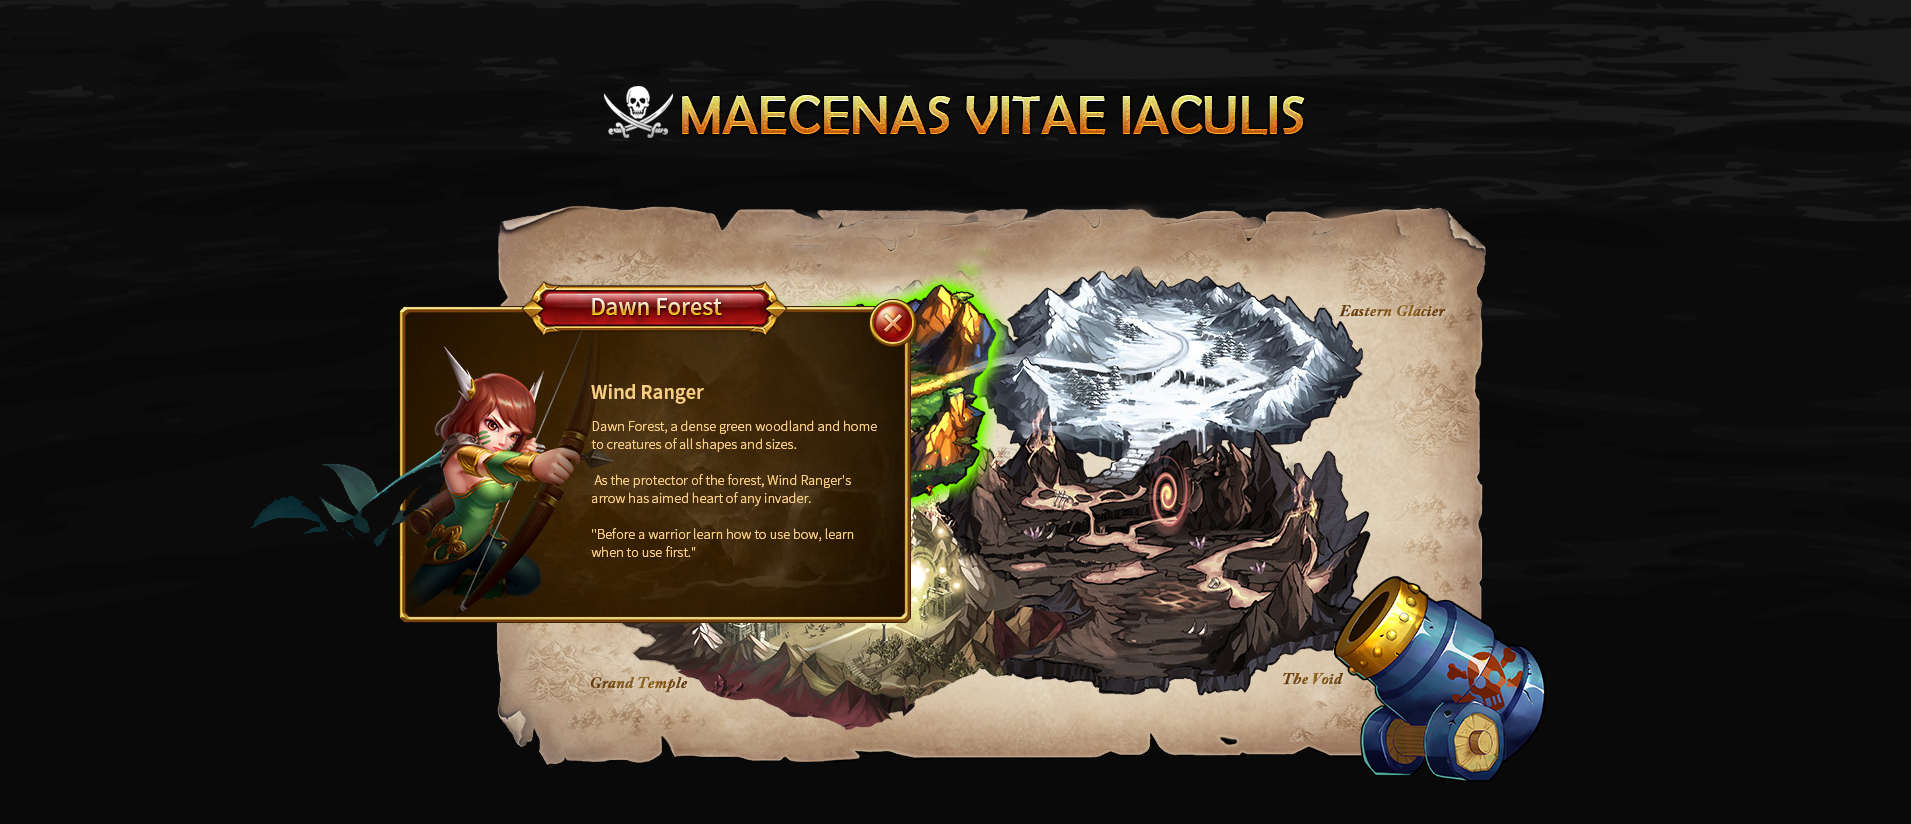 MAECENAS VITAE IACULIS
Dawn Forest
Eastern Glacier
Wind Ranger
Dawn Forest, a dense green woodland and home
to creatures of all shapes and sizes.
As the protector of the forest, Wind Ranger's
arrow has aimed heart of any invader.
"Before a warrior learn how to use bow, learn
when to use first."
Grand Temple
The Void